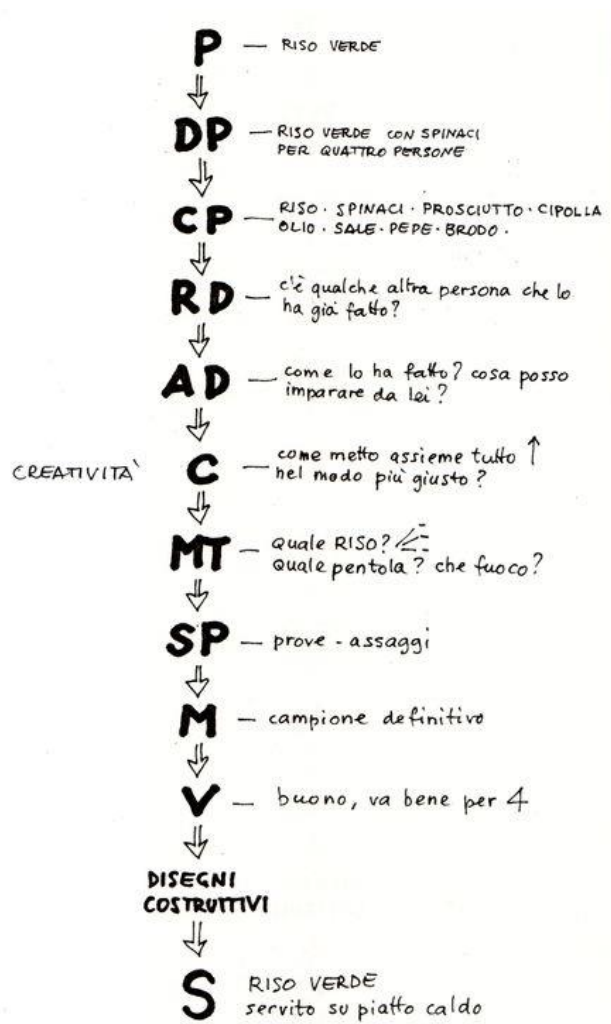 P — RISO VERDE
DP — RISO VERDE CON SPINACI
PER QUATTRO PERSONE
CP — RISO · SPINACI · PROSCIUTTO · CIPOLLA
OLIO · SALE · PEPE · BRODO ·
RD — c'è qualche altra persona che lo
ha già fatto?
AD — come lo ha fatto? cosa posso
imparare da lei?
CREATIVITÀ C — come metto assieme tutto ↑
nel modo più giusto?
MT — Quale RISO?
Quale pentola? che fuoco?
SP — prove - assaggi
M — campione definitivo
V — buono, va bene per 4
DISEGNI
COSTRUTTIVI
S RISO VERDE
servito su piatto caldo